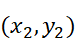 (x₂, y₂)